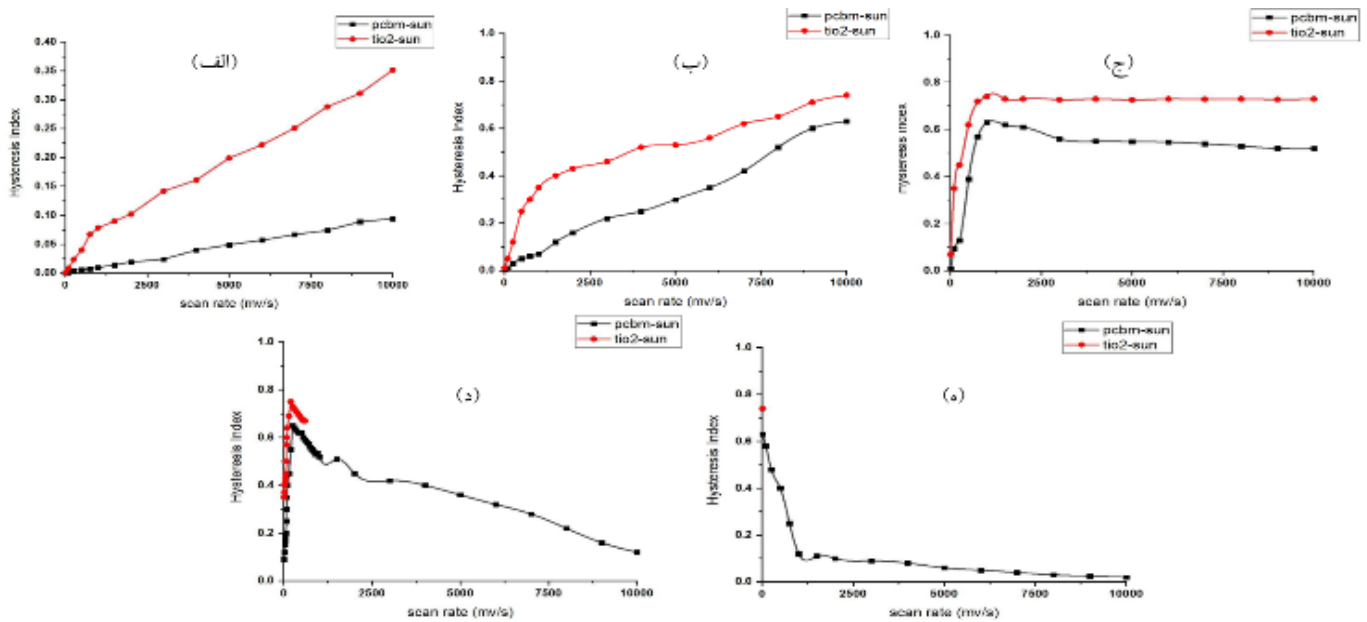 pcbm-sun
tio2-sun
(الف)
Hysteresis index
0.40
0.35
0.30
0.25
0.20
0.15
0.10
0.05
0.00
0 2500 5000 7500 10000
scan rate (mv/s)
pcbm-sun
tio2-sun
(ب)
Hysteresis index
1.0
0.8
0.6
0.4
0.2
0.0
0 2500 5000 7500 10000
scan rate (mv/s)
pcbm-sun
tio2-sun
(ج)
Hysteresis index
1.0
0.8
0.6
0.4
0.2
0.0
0 2500 5000 7500 10000
scan rate (mv/s)
pcbm-sun
tio2-sun
(د)
Hysteresis index
1.0
0.8
0.6
0.4
0.2
0.0
0 2500 5000 7500 10000
scan rate (mv/s)
pcbm-sun
tio2-sun
(ه)
Hysteresis index
1.0
0.8
0.6
0.4
0.2
0.0
0 2500 5000 7500 10000
scan rate (mv/s)